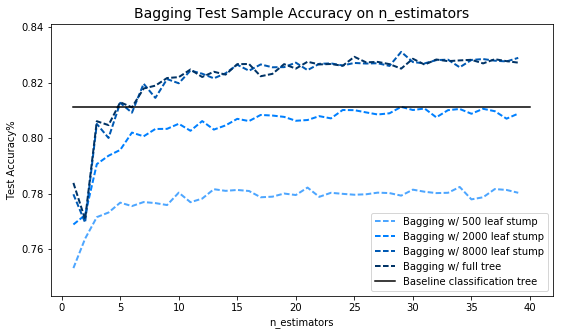 Bagging Test Sample Accuracy on n_estimators
0.84
0.82
0.80
0.78
0.76
Test Accuracy%
0 5 10 15 20 25 30 35 40
n_estimators
Bagging w/ 500 leaf stump
Bagging w/ 2000 leaf stump
Bagging w/ 8000 leaf stump
Bagging w/ full tree
Baseline classification tree